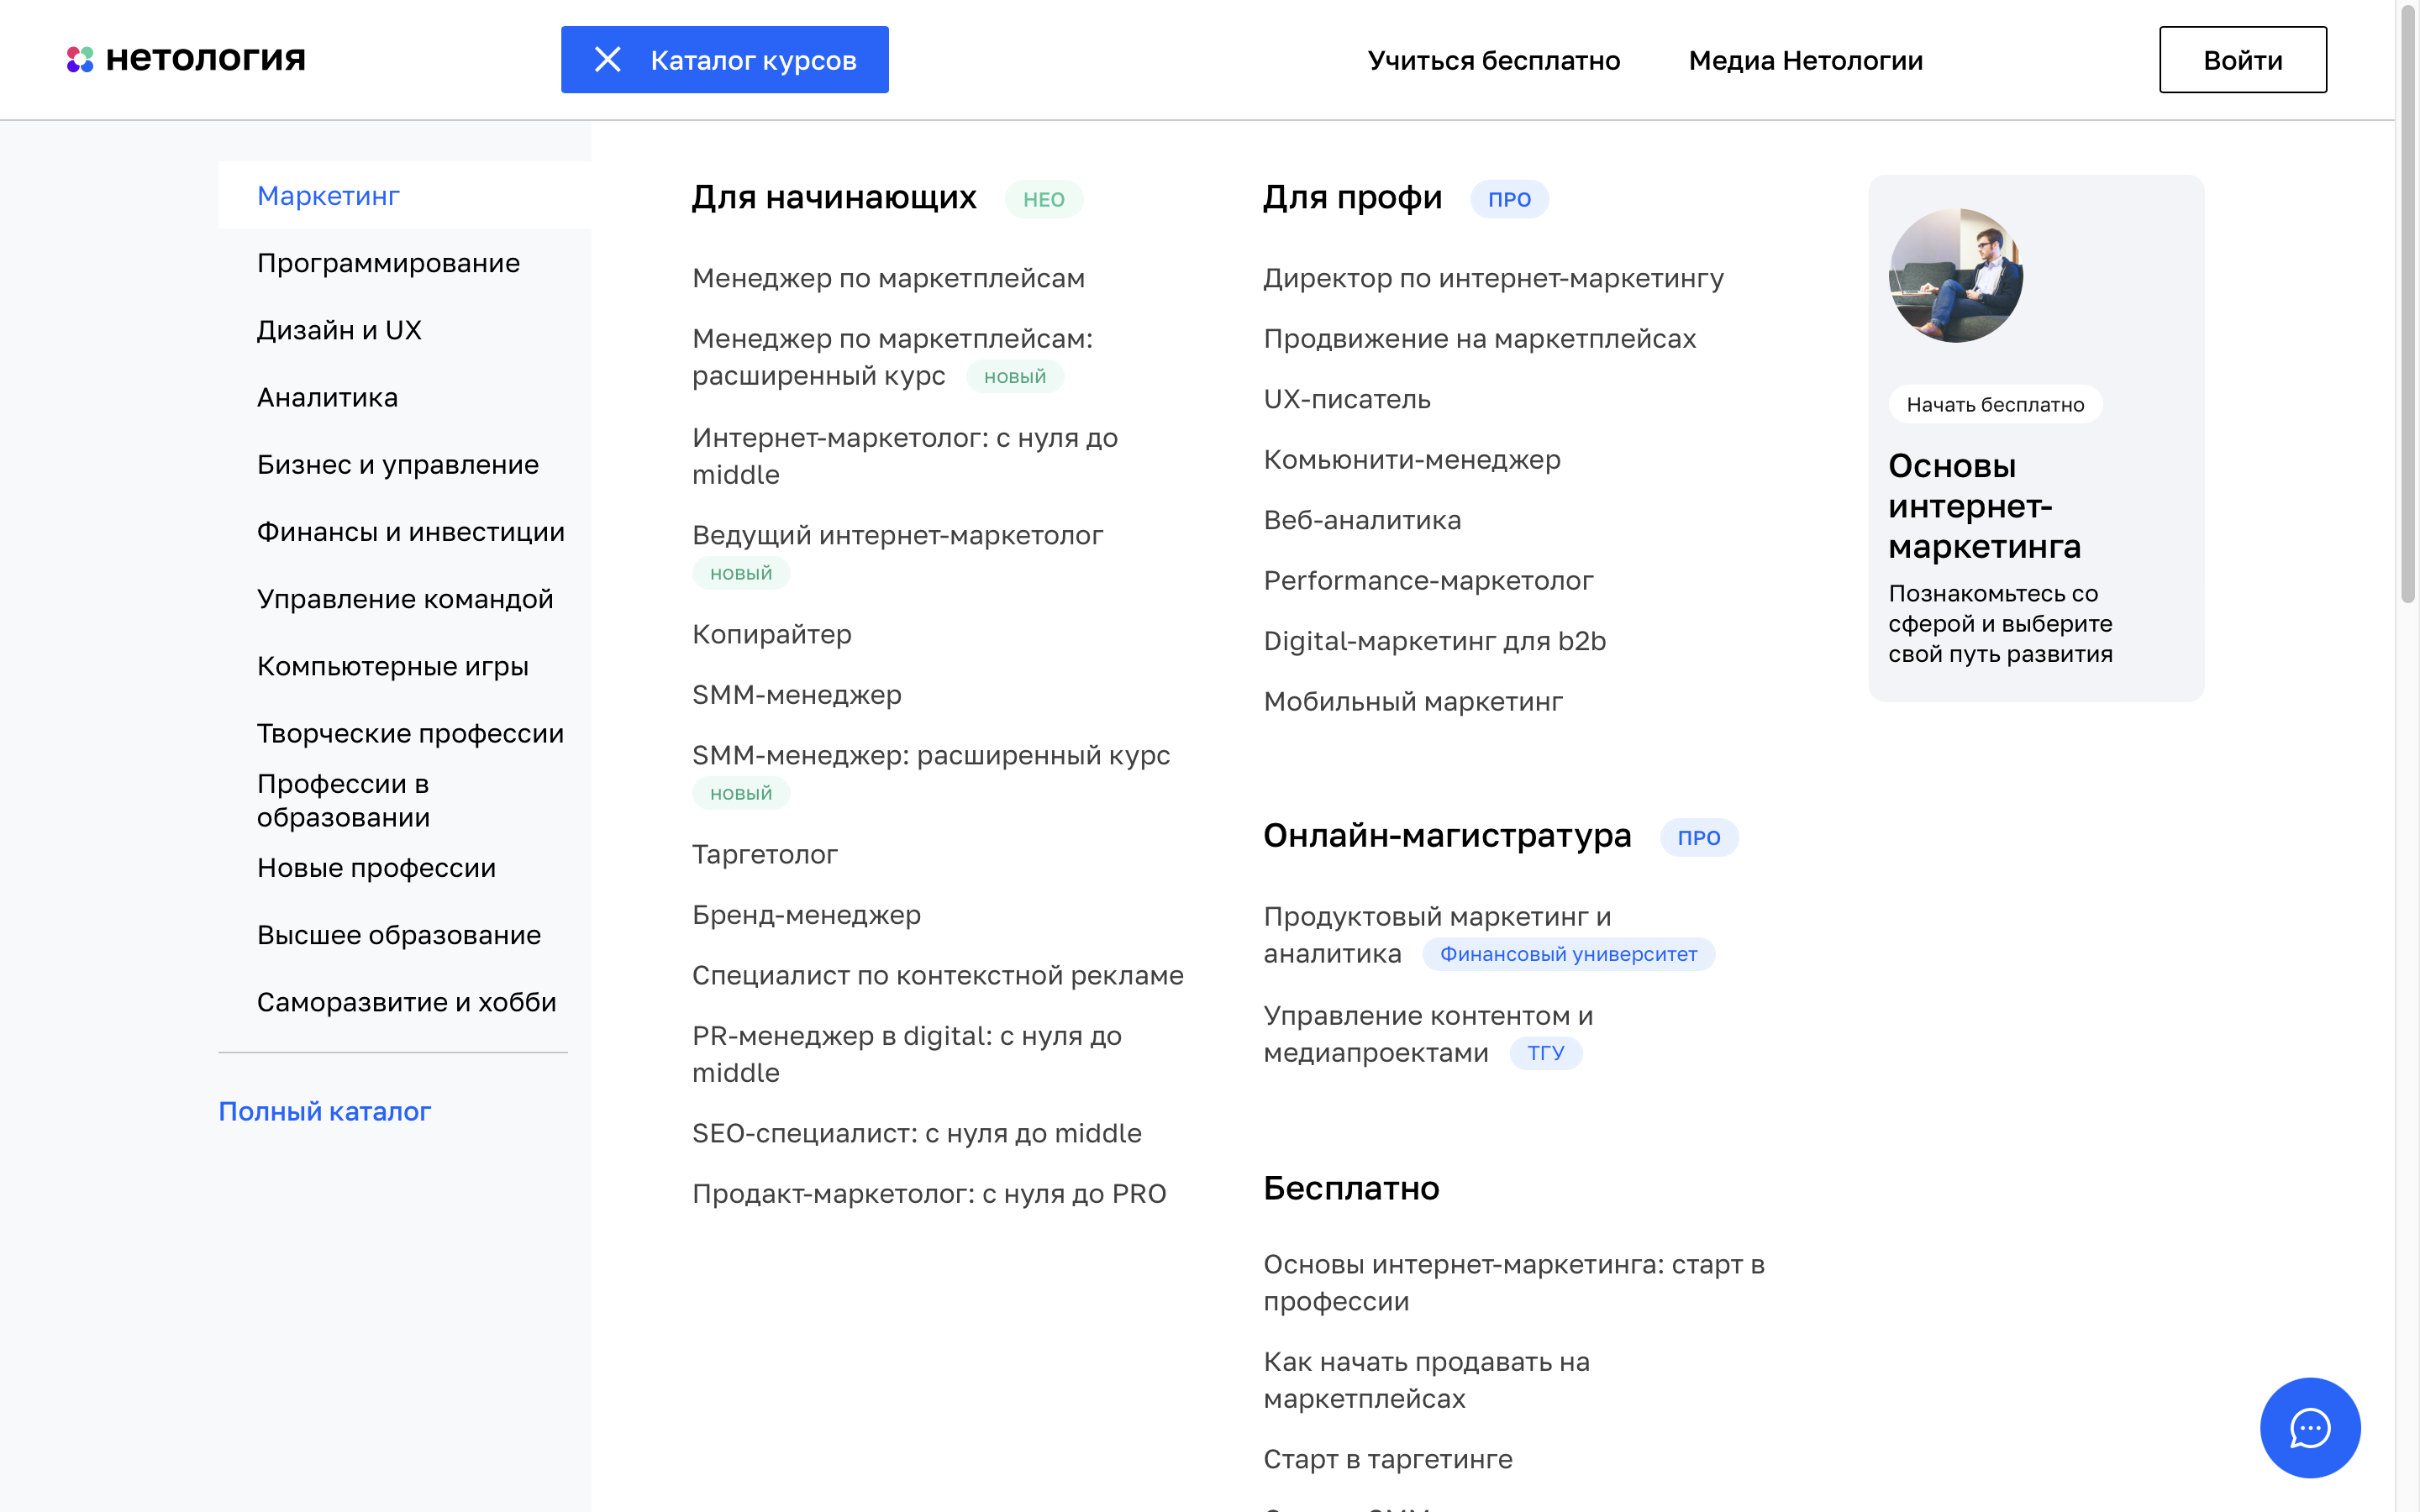 нетология
Каталог курсов
Учиться бесплатно
Медиа Нетологии
Войти
Маркетинг
Программирование
Дизайн и UX
Аналитика
Бизнес и управление
Финансы и инвестиции
Управление командой
Компьютерные игры
Творческие профессии
Профессии в
образовании
Новые профессии
Высшее образование
Саморазвитие и хобби
Полный каталог
Для начинающих НЕО
Менеджер по маркетплейсам
Менеджер по маркетплейсам:
расширенный курс новый
Интернет-маркетолог: с нуля до
middle
Ведущий интернет-маркетолог
новый
Копирайтер
SMM-менеджер
SMM-менеджер: расширенный курс
новый
Таргетолог
Бренд-менеджер
Специалист по контекстной рекламе
PR-менеджер в digital: с нуля до
middle
SEO-специалист: с нуля до middle
Продакт-маркетолог: с нуля до PRO
Для профи ПРО
Директор по интернет-маркетингу
Продвижение на маркетплейсах
UX-писатель
Комьюнити-менеджер
Веб-аналитика
Performance-маркетолог
Digital-маркетинг для b2b
Мобильный маркетинг
Онлайн-магистратура ПРО
Продуктовый маркетинг и
аналитика Финансовый университет
Управление контентом и
медиапроектами ТГУ
Бесплатно
Основы интернет-маркетинга: старт в
профессии
Как начать продавать на
маркетплейсах
Старт в таргетинге
Начать бесплатно
Основы
интернет-
маркетинга
Познакомьтесь со
сферой и выберите
свой путь развития